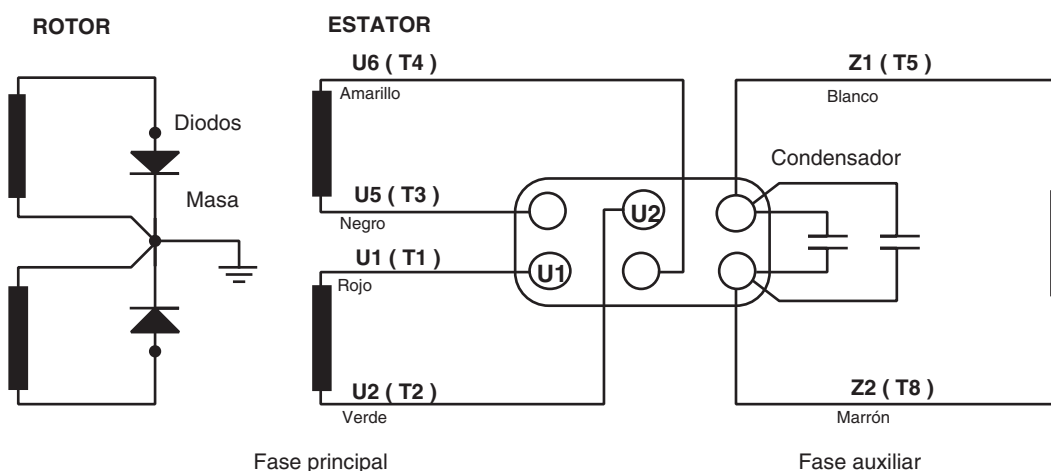 ROTOR
ESTATOR
U6 ( T4 )
Amarillo
Z1 ( T5 )
Blanco
Diodos
Condensador
Masa
U5 ( T3 )
Negro
U2
U1 ( T1 )
Rojo
U1
U2 ( T2 )
Verde
Z2 ( T8 )
Marrón
Fase principal
Fase auxiliar